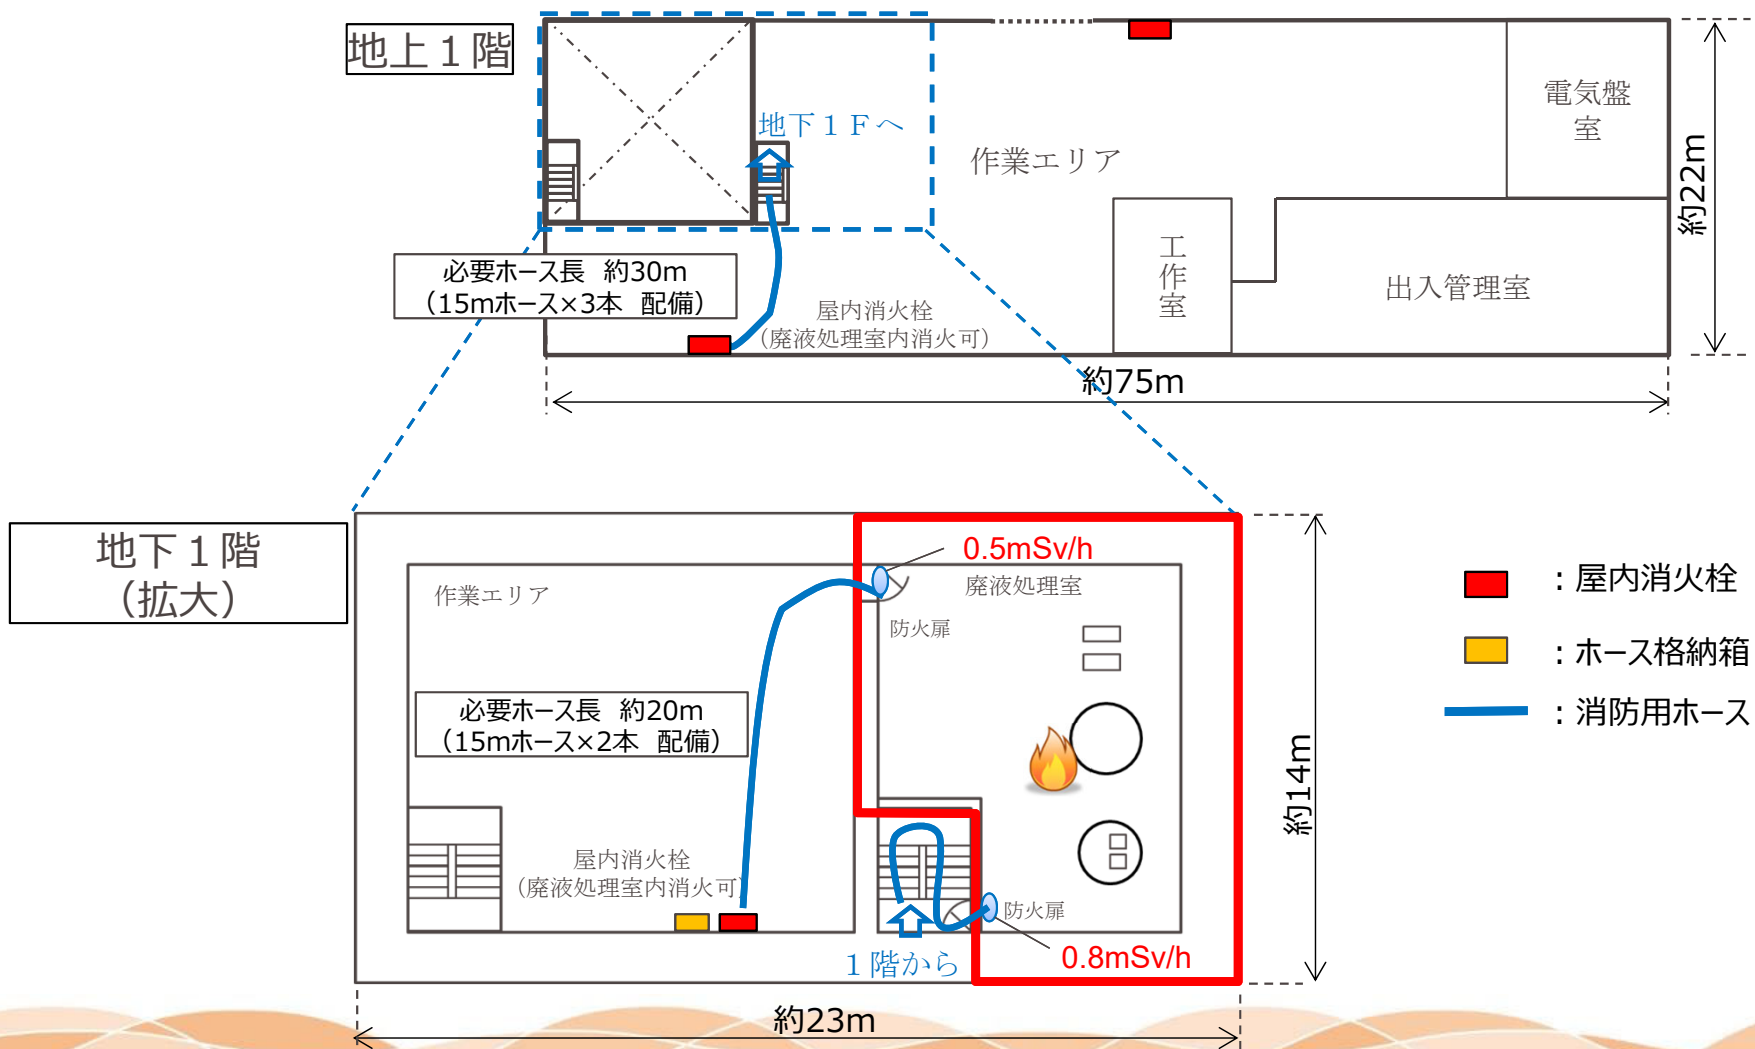 地上１階
地下１Ｆへ
作業エリア
電気盤
室
約22m
必要ホース長 約30m
（15mホース×3本 配備）
屋内消火栓
（廃液処理室内消火可）
工
作
室
出入管理室
約75m
地下１階
（拡大）
作業エリア
0.5mSv/h
廃液処理室
防火扉
必要ホース長 約20m
（15mホース×2本 配備）
屋内消火栓
（廃液処理室内消火可）
防火扉
１階から
0.8mSv/h
約14m
約23m
：屋内消火栓
：ホース格納箱
：消防用ホース